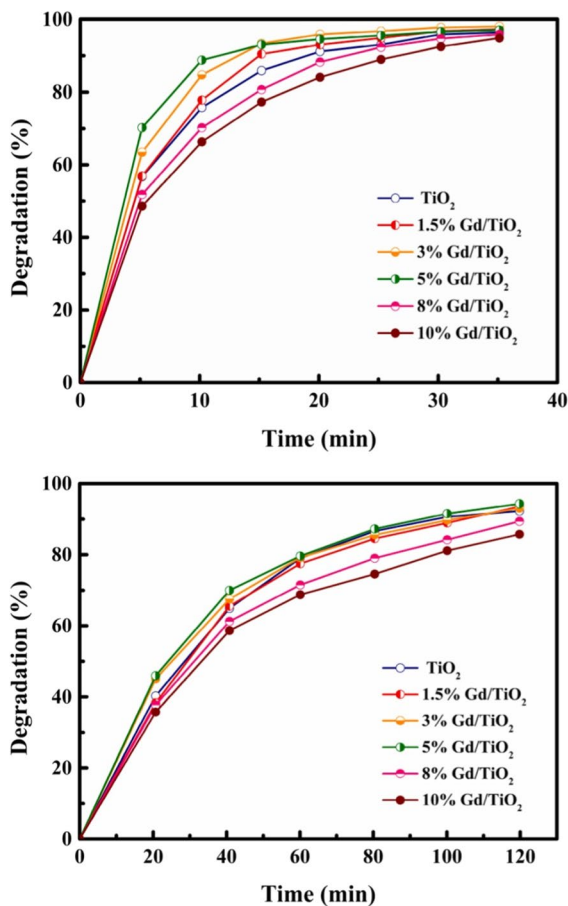 100
80
60
40
20
0
Degradation (%)
TiO₂
1.5% Gd/TiO₂
3% Gd/TiO₂
5% Gd/TiO₂
8% Gd/TiO₂
10% Gd/TiO₂
0 10 20 30 40
Time (min)
100
80
60
40
20
0
Degradation (%)
TiO₂
1.5% Gd/TiO₂
3% Gd/TiO₂
5% Gd/TiO₂
8% Gd/TiO₂
10% Gd/TiO₂
0 20 40 60 80 100 120
Time (min)